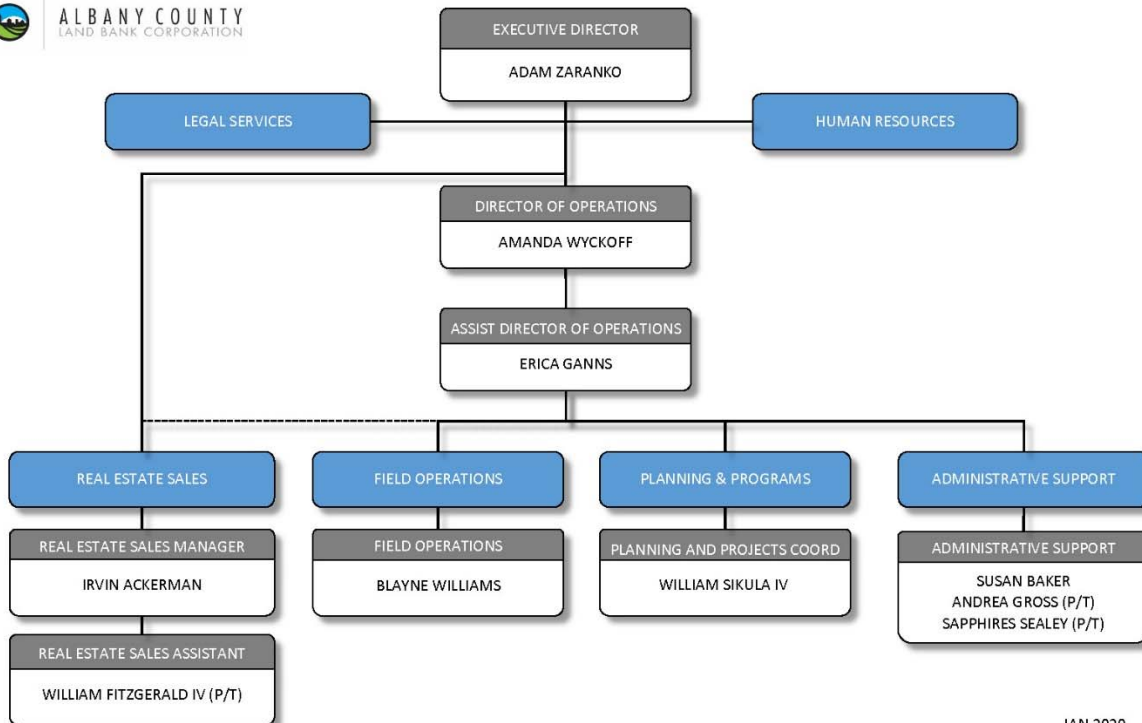 ALBANY COUNTY
LAND BANK CORPORATION
EXECUTIVE DIRECTOR
ADAM ZARANKO
LEGAL SERVICES
HUMAN RESOURCES
DIRECTOR OF OPERATIONS
AMANDA WYCKOFF
ASSIST DIRECTOR OF OPERATIONS
ERICA GANNS
REAL ESTATE SALES
FIELD OPERATIONS
PLANNING & PROGRAMS
ADMINISTRATIVE SUPPORT
REAL ESTATE SALES MANAGER
IRVIN ACKERMAN
FIELD OPERATIONS
BLAYNE WILLIAMS
PLANNING AND PROJECTS COORD
WILLIAM SIKULA IV
ADMINISTRATIVE SUPPORT
SUSAN BAKER
ANDREA GROSS (P/T)
SAPPHIRES SEALEY (P/T)
REAL ESTATE SALES ASSISTANT
WILLIAM FITZGERALD IV (P/T)